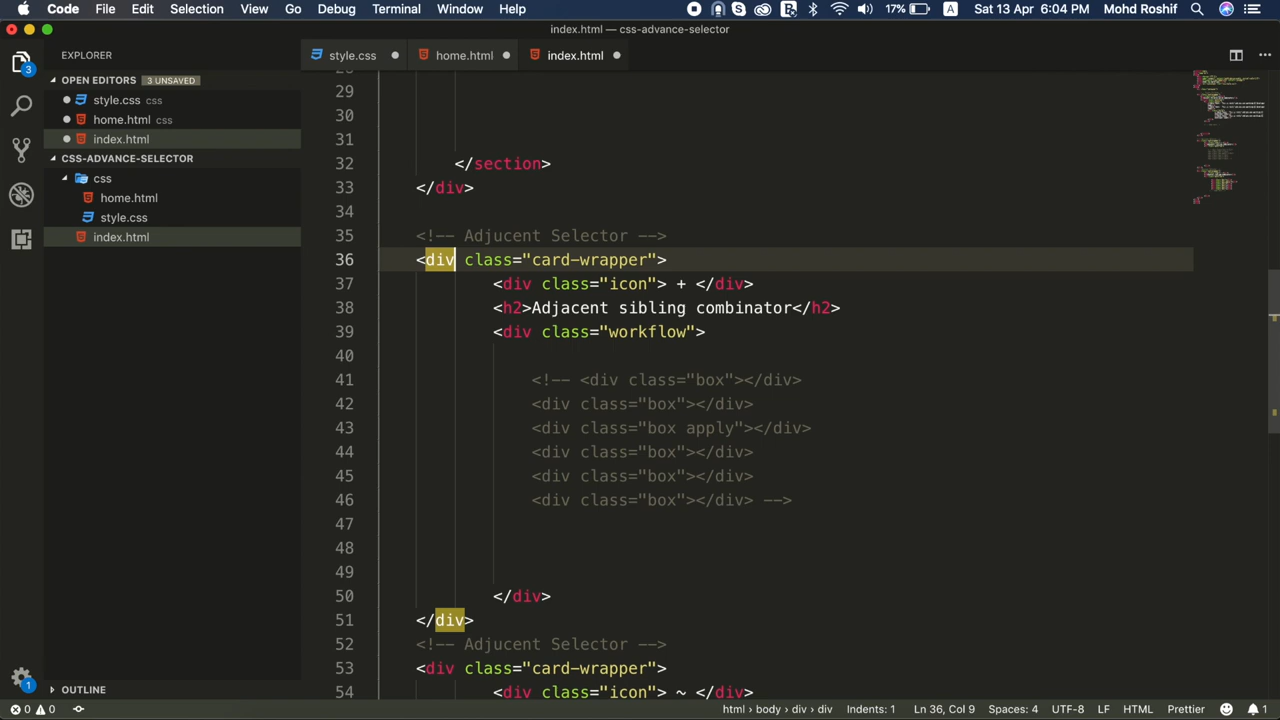 Code File Edit Selection View Go Debug Terminal Window Help 17% A Sat 13 Apr 6:04 PM Mohd Roshif
index.html — css-advance-selector
EXPLORER
style.css
home.html
index.html
OPEN EDITORS 3 UNSAVED
style.css css
home.html css
index.html
CSS-ADVANCE-SELECTOR
css
home.html
style.css
index.html
OUTLINE
3
1
29
30
31
32 </section>
33 </div>
34
35 <!-- Adjucent Selector -->
36 <div class="card-wrapper">
37 <div class="icon"> + </div>
38 <h2>Adjacent sibling combinator</h2>
39 <div class="workflow">
40
41 <!-- <div class="box"></div>
42 <div class="box"></div>
43 <div class="box apply"></div>
44 <div class="box"></div>
45 <div class="box"></div>
46 <div class="box"></div> -->
47
48
49
50 </div>
51 </div>
52 <!-- Adjucent Selector -->
53 <div class="card-wrapper">
54 <div class="icon"> ~ </div>
0 0 html › body › div › div Indents: 1 Ln 36, Col 9 Spaces: 4 UTF-8 LF HTML Prettier 1